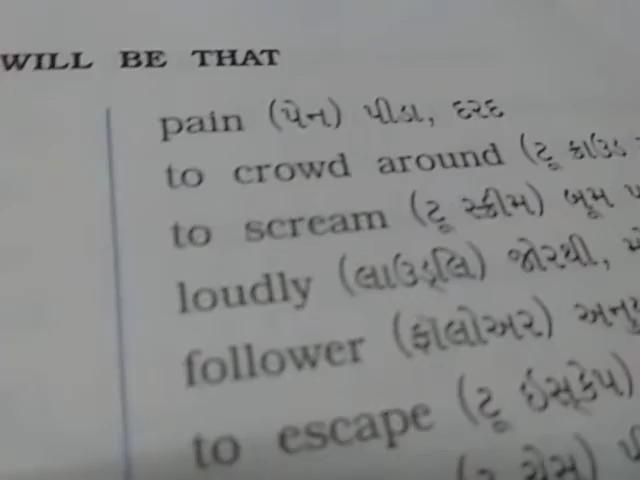 WILL BE THAT
pain (પેન) પીડા, દરદ
to crowd around (ટૂ ક્રાઉડ
to scream (ટૂ સ્ક્રીમ) બૂમ
loudly (લાઉડ્લિ) જોરથી,
follower (ફૉલોઅર)
to escape (ટૂ ઇસ્કેપ)